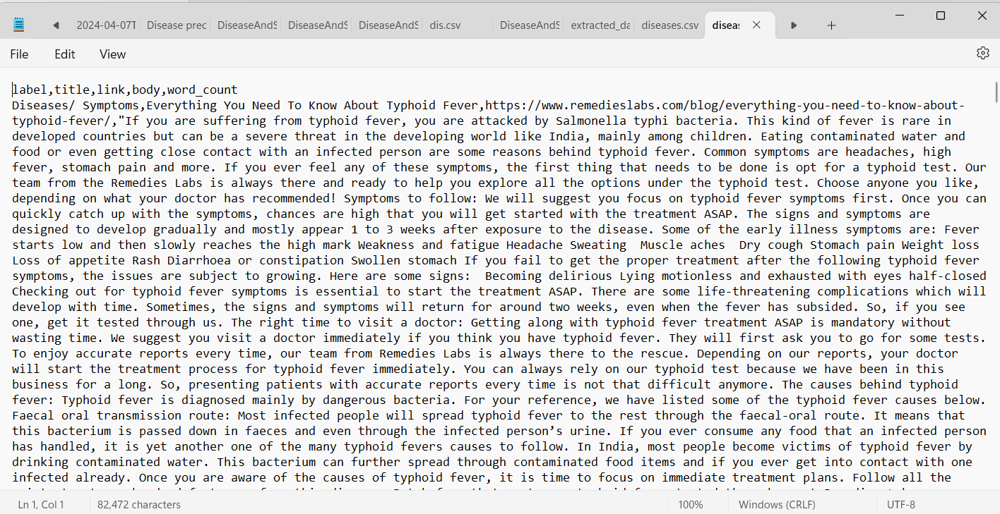 2024-04-07T
Disease prec
DiseaseAndS
DiseaseAndS
DiseaseAndS
dis.csv
DiseaseAndS
extracted_da
diseases.csv
diseas
File
Edit
View
label,title,link,body,word_count
Diseases/ Symptoms,Everything You Need To Know About Typhoid Fever,https://www.remedieslabs.com/blog/everything-you-need-to-know-about-
typhoid-fever/,"If you are suffering from typhoid fever, you are attacked by Salmonella typhi bacteria. This kind of fever is rare in
developed countries but can be a severe threat in the developing world like India, mainly among children. Eating contaminated water and
food or even getting close contact with an infected person are some reasons behind typhoid fever. Common symptoms are headaches, high
fever, stomach pain and more. If you ever feel any of these symptoms, the first thing that needs to be done is opt for a typhoid test. Our
team from the Remedies Labs is always there and ready to help you explore all the options under the typhoid test. Choose anyone you like,
depending on what your doctor has recommended! Symptoms to follow: We will suggest you focus on typhoid fever symptoms first. Once you can
quickly catch up with the symptoms, chances are high that you will get started with the treatment ASAP. The signs and symptoms are
designed to develop gradually and mostly appear 1 to 3 weeks after exposure to the disease. Some of the early illness symptoms are: Fever
starts low and then slowly reaches the high mark Weakness and fatigue Headache Sweating  Muscle aches  Dry cough Stomach pain Weight loss
Loss of appetite Rash Diarrhoea or constipation Swollen stomach If you fail to get the proper treatment after the following typhoid fever
symptoms, the issues are subject to growing. Here are some signs:  Becoming delirious Lying motionless and exhausted with eyes half-closed
Checking out for typhoid fever symptoms is essential to start the treatment ASAP. There are some life-threatening complications which will
develop with time. Sometimes, the signs and symptoms will return for around two weeks, even when the fever has subsided. So, if you see
one, get it tested through us. The right time to visit a doctor: Getting along with typhoid fever treatment ASAP is mandatory without
wasting time. We suggest you visit a doctor immediately if you think you have typhoid fever. They will first ask you to go for some tests.
To enjoy accurate reports every time, our team from Remedies Labs is always there to the rescue. Depending on our reports, your doctor
will start the treatment process for typhoid fever immediately. You can always rely on our typhoid test because we have been in this
business for a long. So, presenting patients with accurate reports every time is not that difficult anymore. The causes behind typhoid
fever: Typhoid fever is diagnosed mainly by dangerous bacteria. For your reference, we have listed some of the typhoid fever causes below.
Faecal oral transmission route: Most infected people will spread typhoid fever to the rest through the faecal-oral route. It means that
this bacterium is passed down in faeces and even through the infected person’s urine. If you ever consume any food that an infected person
has handled, it is yet another one of the many typhoid fevers causes to follow. In India, most people become victims of typhoid fever by
drinking contaminated water. This bacterium can further spread through contaminated food items and if you ever get into contact with one
infected already. Once you are aware of the causes of typhoid fever, it is time to focus on immediate treatment plans. Follow all the
Ln 1, Col 1
82,472 characters
100%
Windows (CRLF)
UTF-8